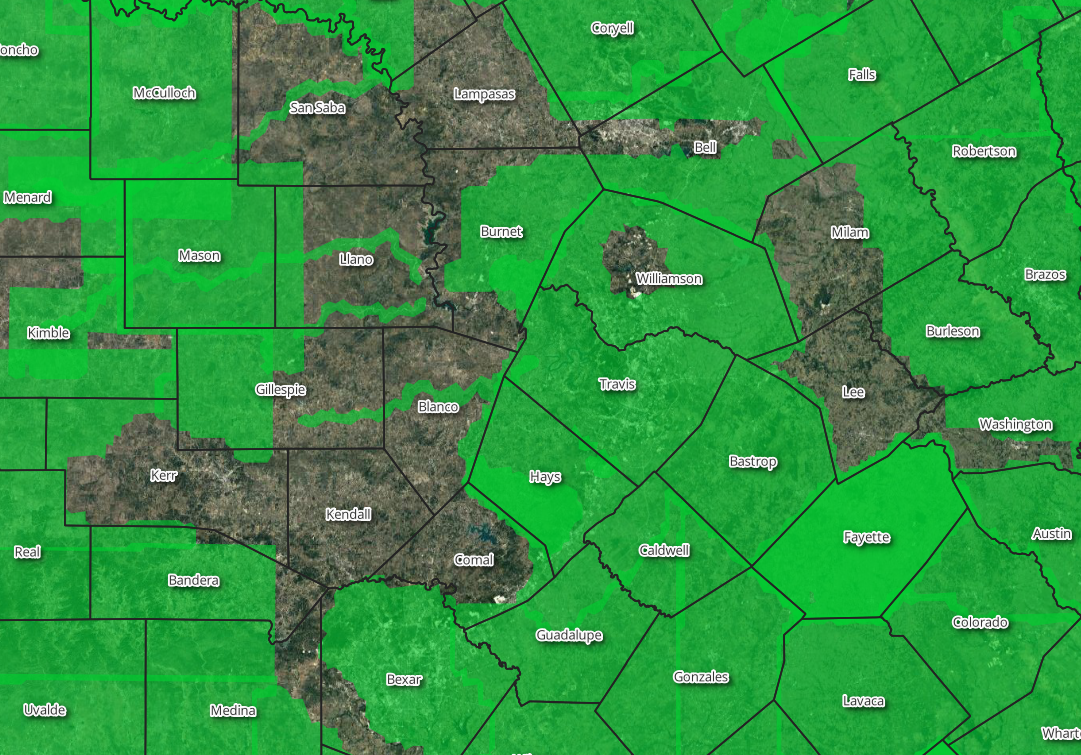 Coryell
oncho
Falls
McCulloch
Lampasas
San Saba
Bell
Robertson
Menard
Burnet
Milam
Mason
Llano
Williamson
Brazos
Kimble
Burleson
Travis
Gillespie
Lee
Blanco
Washington
Bastrop
Kerr
Hays
Kendall
Austin
Fayette
Real
Caldwell
Comal
Bandera
Colorado
Guadalupe
Gonzales
Bexar
Lavaca
Uvalde
Medina
Whart